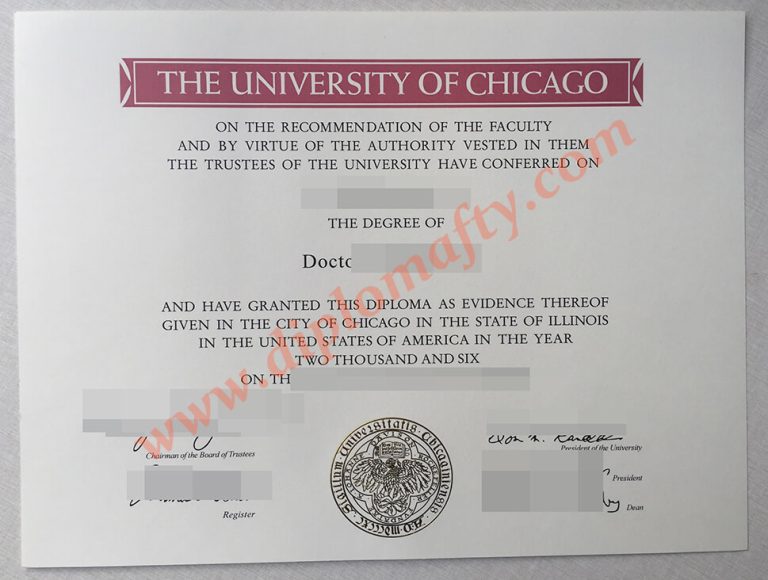 THE UNIVERSITY OF CHICAGO
ON THE RECOMMENDATION OF THE FACULTY
AND BY VIRTUE OF THE AUTHORITY VESTED IN THEM
THE TRUSTEES OF THE UNIVERSITY HAVE CONFERRED ON
THE DEGREE OF
Docto
AND HAVE GRANTED THIS DIPLOMA AS EVIDENCE THEREOF
GIVEN IN THE CITY OF CHICAGO IN THE STATE OF ILLINOIS
IN THE UNITED STATES OF AMERICA IN THE YEAR
TWO THOUSAND AND SIX
ON TH
www.diplomafty.com
Chairman of the Board of Trustees
President of the University
Register
President
Dean
Sigillum Universitatis Chicaginiensis